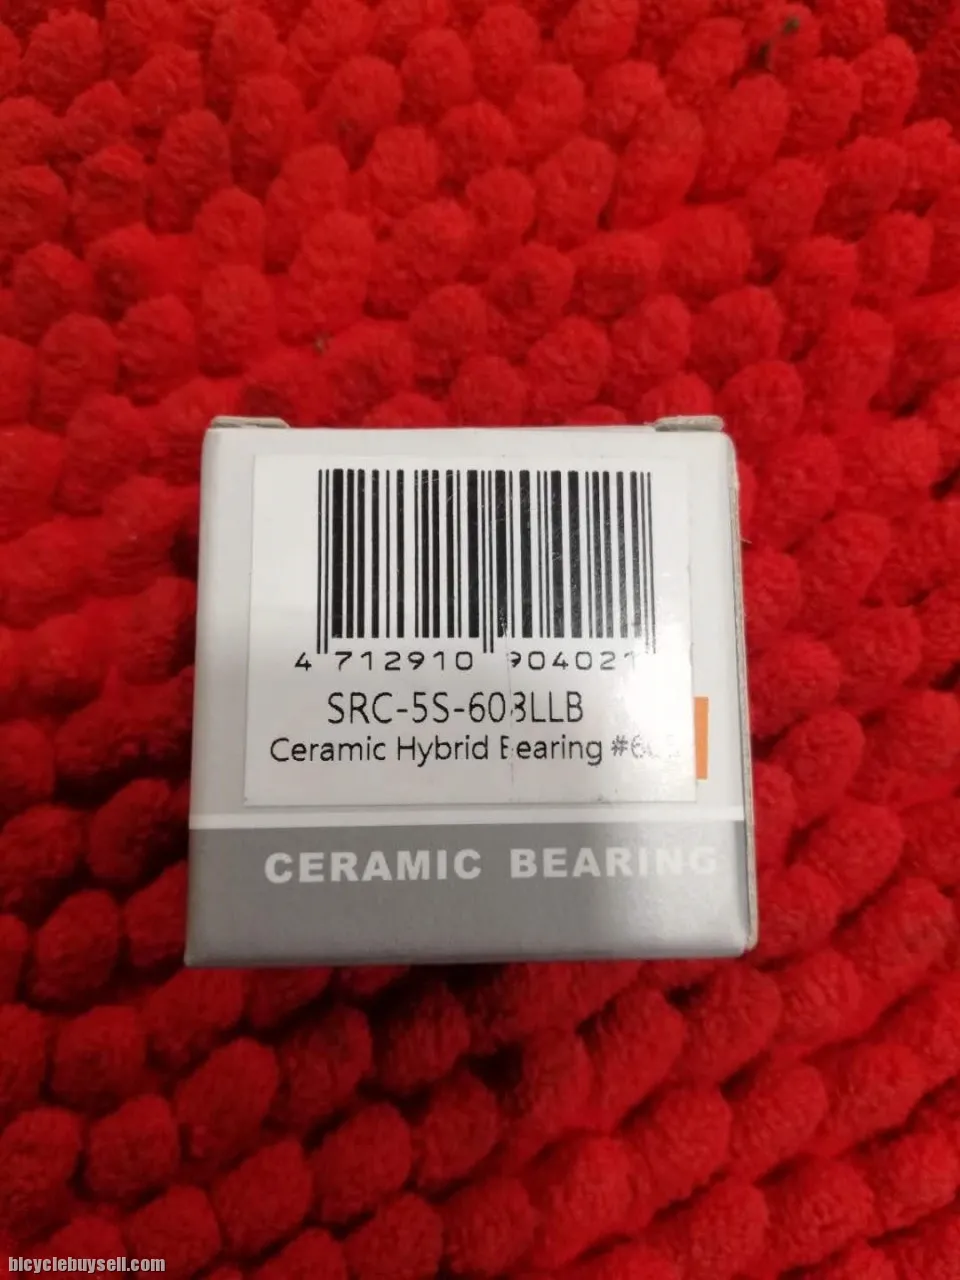 4 712910 904021
SRC-5S-608LLB
Ceramic Hybrid Bearing
CERAMIC BEARING
bicyclebuysell.com